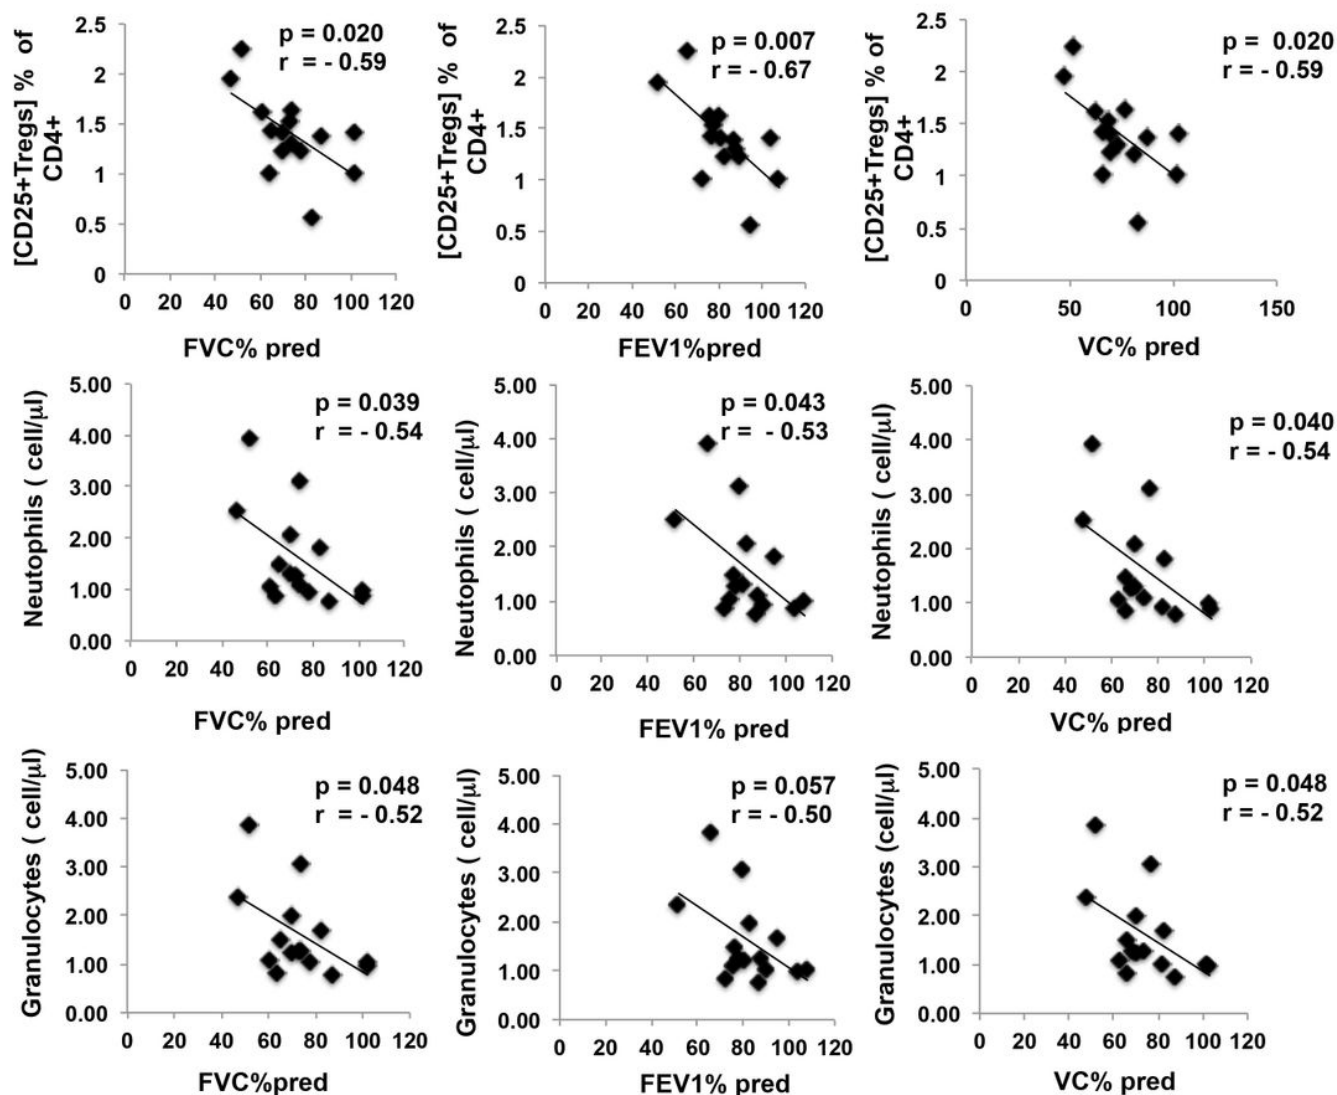 [CD25+Tregs] % of
CD4+
2.5
2
1.5
1
0.5
0
p = 0.020
r = - 0.59
0 20 40 60 80 100 120
FVC% pred
[CD25+Tregs] % of
CD4+
2.5
2
1.5
1
0.5
0
p = 0.007
r = - 0.67
0 20 40 60 80 100 120
FEV1%pred
[CD25+Tregs] % of
CD4+
2.5
2
1.5
1
0.5
0
p = 0.020
r = - 0.59
0 50 100 150
VC% pred
Neutophils ( cell/μl)
5.00
4.00
3.00
2.00
1.00
0.00
p = 0.039
r = - 0.54
0 20 40 60 80 100 120
FVC% pred
Neutophils ( cell/μl)
5.00
4.00
3.00
2.00
1.00
0.00
p = 0.043
r = - 0.53
0 20 40 60 80 100 120
FEV1% pred
Neutophils ( cell/μl)
5.00
4.00
3.00
2.00
1.00
0.00
p = 0.040
r = - 0.54
0 20 40 60 80 100 120
VC% pred
Granulocytes ( cell/μl)
5.00
4.00
3.00
2.00
1.00
0.00
p = 0.048
r = - 0.52
0 20 40 60 80 100 120
FVC%pred
Granulocytes ( cell/μl)
5.00
4.00
3.00
2.00
1.00
0.00
p = 0.057
r = - 0.50
0 20 40 60 80 100 120
FEV1% pred
Granulocytes (cell/μl)
5.00
4.00
3.00
2.00
1.00
0.00
p = 0.048
r = - 0.52
0 20 40 60 80 100 120
VC% pred